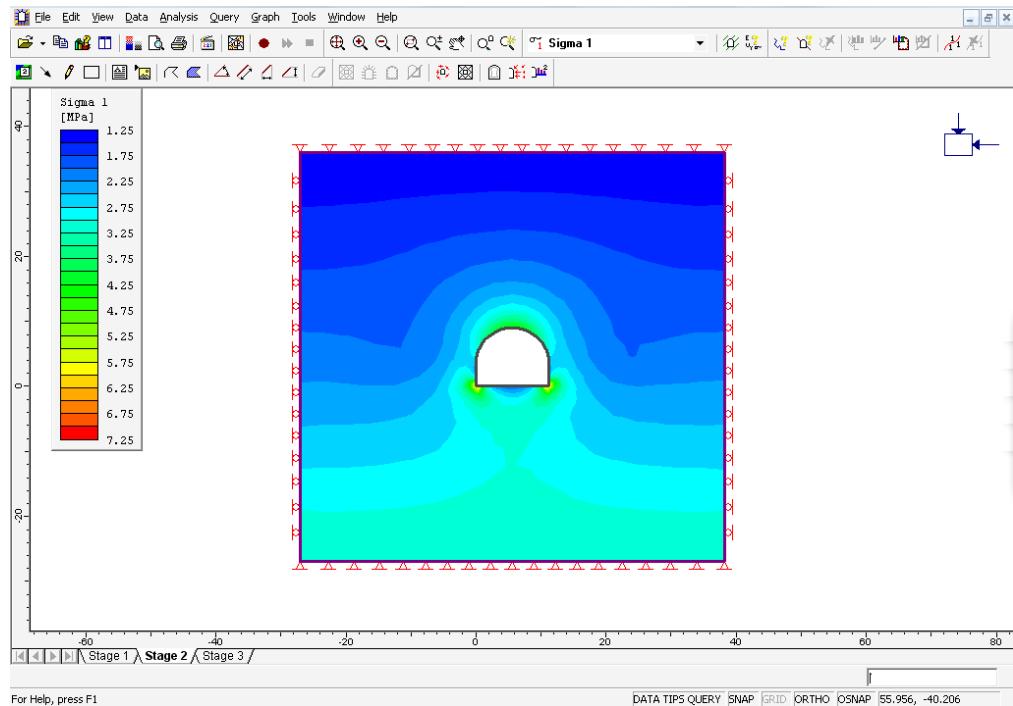 File Edit View Data Analysis Query Graph Tools Window Help
σ1 Sigma 1
Sigma 1
[MPa]
1.25
1.75
2.25
2.75
3.75
4.25
4.75
5.25
5.75
6.25
6.75
7.25
40
20
0
-20
-60 -40 -20 0 20 40 60 80
Stage 1 Stage 2 Stage 3
For Help, press F1 DATA TIPS QUERY SNAP GRID ORTHO OSNAP 55.956, -40.206